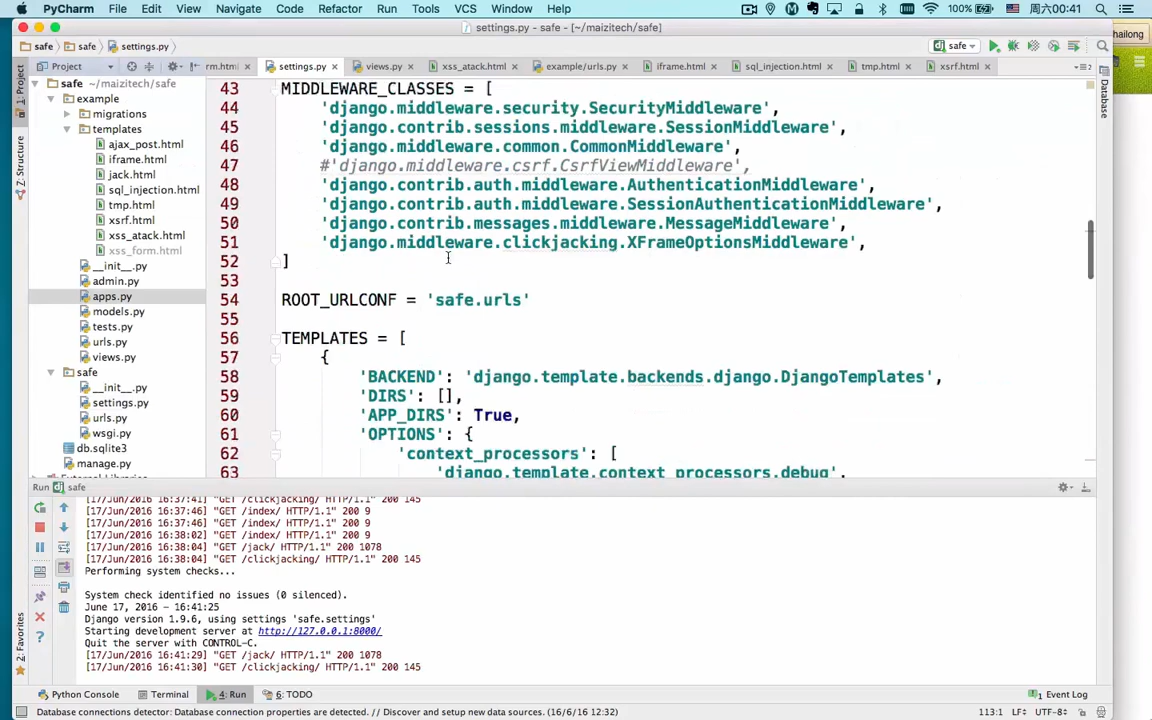 PyCharm File Edit View Navigate Code Refactor Run Tools VCS Window Help 100% 周六00:41
settings.py - safe - [~/maizitech/safe]
hailong
safe safe settings.py safe
Project rm.html settings.py views.py xss_atack.html example/urls.py iframe.html sql_injection.html tmp.html xsrf.html
1: Project
7: Structure
2: Favorites
Database
safe (~/maizitech/safe)
example
migrations
templates
ajax_post.html
iframe.html
jack.html
sql_injection.html
tmp.html
xsrf.html
xss_atack.html
xss_form.html
__init__.py
admin.py
apps.py
models.py
tests.py
urls.py
views.py
safe
__init__.py
settings.py
urls.py
wsgi.py
db.sqlite3
manage.py
External Libraries
43 MIDDLEWARE_CLASSES = [
44 'django.middleware.security.SecurityMiddleware',
45 'django.contrib.sessions.middleware.SessionMiddleware',
46 'django.middleware.common.CommonMiddleware',
47 #'django.middleware.csrf.CsrfViewMiddleware',
48 'django.contrib.auth.middleware.AuthenticationMiddleware',
49 'django.contrib.auth.middleware.SessionAuthenticationMiddleware',
50 'django.contrib.messages.middleware.MessageMiddleware',
51 'django.middleware.clickjacking.XFrameOptionsMiddleware',
52 ]
53
54 ROOT_URLCONF = 'safe.urls'
55
56 TEMPLATES = [
57 {
58 'BACKEND': 'django.template.backends.django.DjangoTemplates',
59 'DIRS': [],
60 'APP_DIRS': True,
61 'OPTIONS': {
62 'context_processors': [
63 'django.template.context_processors.debug',
Run safe
[17/Jun/2016 16:37:41] "GET /clickjacking/ HTTP/1.1" 200 145
[17/Jun/2016 16:37:46] "GET /index/ HTTP/1.1" 200 9
[17/Jun/2016 16:37:46] "GET /index/ HTTP/1.1" 200 9
[17/Jun/2016 16:38:02] "GET /index/ HTTP/1.1" 200 9
[17/Jun/2016 16:38:04] "GET /jack/ HTTP/1.1" 200 1078
[17/Jun/2016 16:38:04] "GET /clickjacking/ HTTP/1.1" 200 145
Performing system checks...
System check identified no issues (0 silenced).
June 17, 2016 - 16:41:25
Django version 1.9.6, using settings 'safe.settings'
Starting development server at http://127.0.0.1:8000/
Quit the server with CONTROL-C.
[17/Jun/2016 16:41:29] "GET /jack/ HTTP/1.1" 200 1078
[17/Jun/2016 16:41:30] "GET /clickjacking/ HTTP/1.1" 200 145
Python Console Terminal 4: Run 6: TODO 1 Event Log
Database connections detector: Database connection properties are detected. // Discover and setup new data sources. (16/6/16 12:32) 113:1 LF÷ UTF-8÷